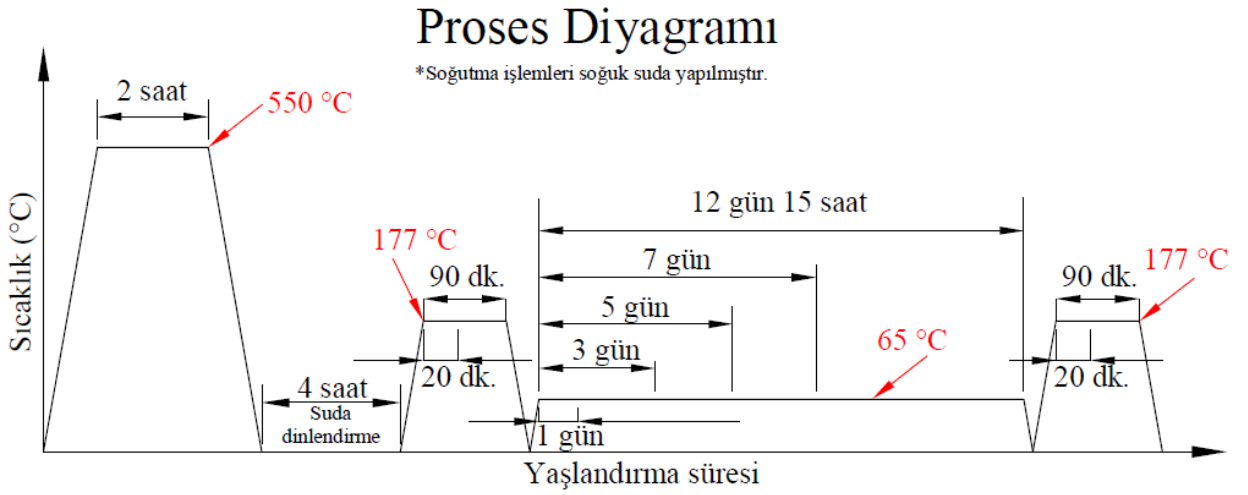 Proses Diyagramı
*Soğutma işlemleri soğuk suda yapılmıştır.
2 saat
550 °C
12 gün 15 saat
177 °C
90 dk.
7 gün
90 dk.
177 °C
5 gün
3 gün
65 °C
20 dk.
20 dk.
4 saat
Suda
dinlendirme
1 gün
Sıcaklık (°C)
Yaşlandırma süresi